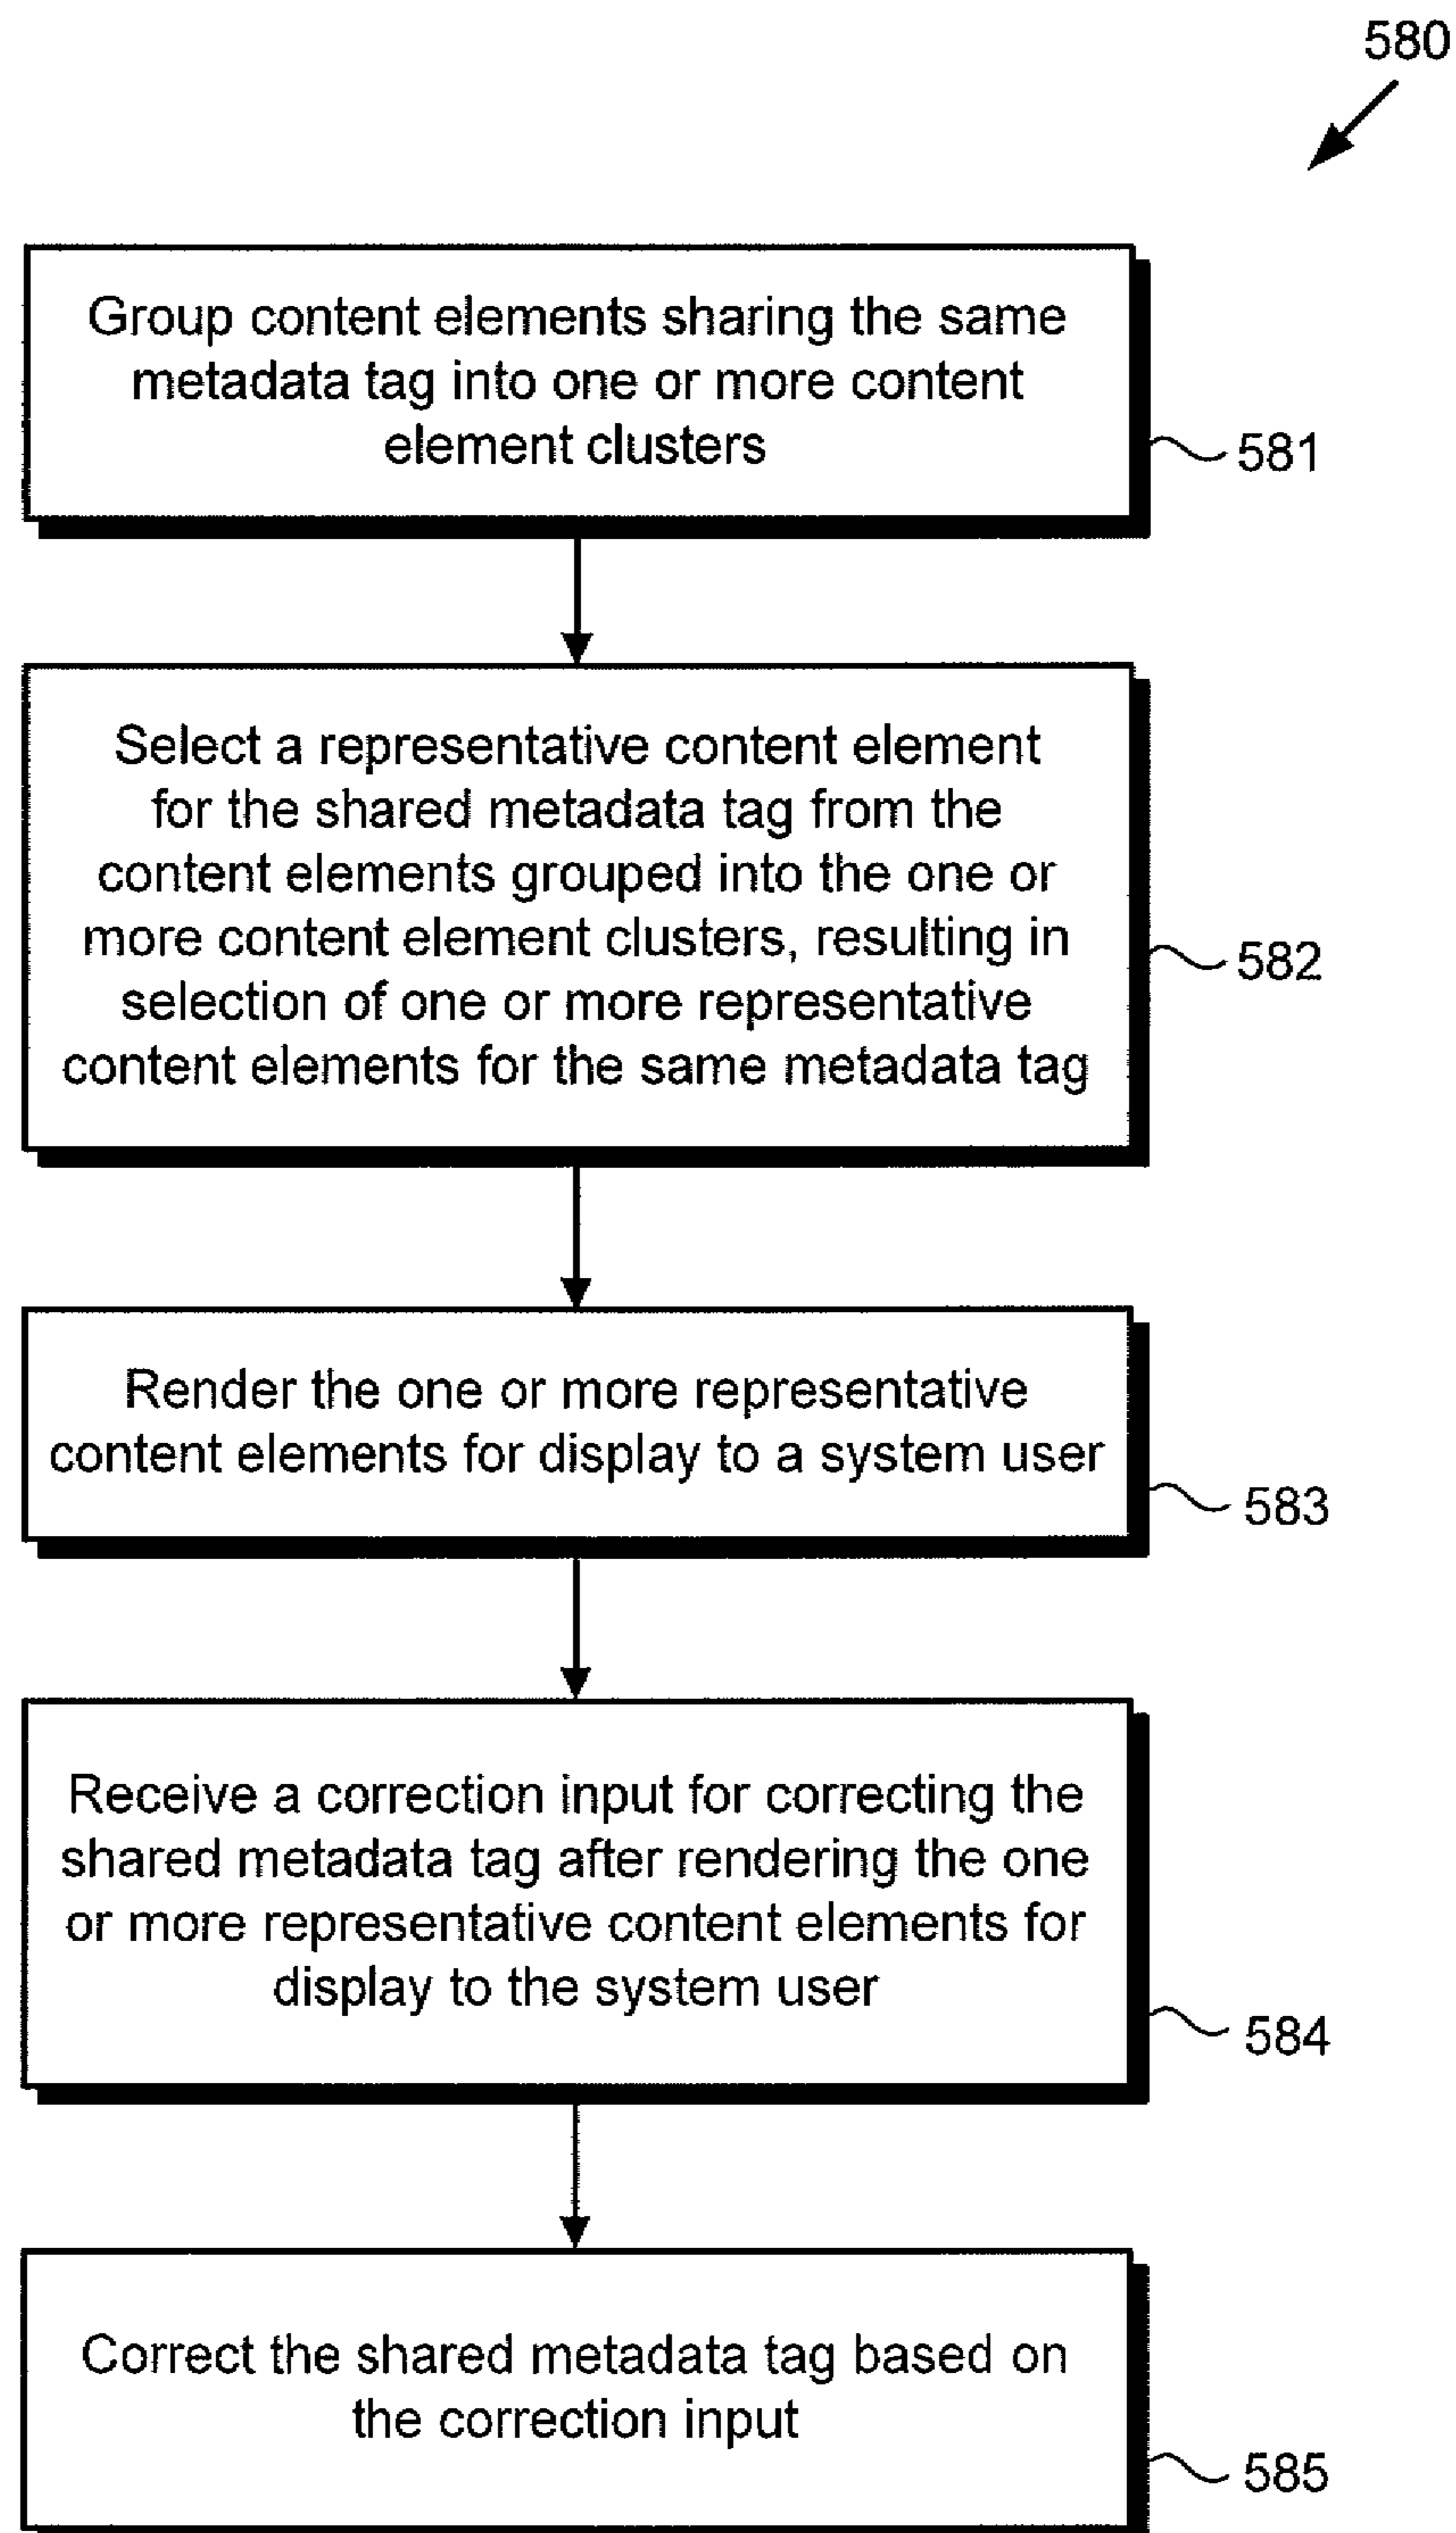 580
Group content elements sharing the same
metadata tag into one or more content
element clusters
581
Select a representative content element
for the shared metadata tag from the
content elements grouped into the one or
more content element clusters, resulting in
selection of one or more representative
content elements for the same metadata tag
582
Render the one or more representative
content elements for display to a system user
583
Receive a correction input for correcting the
shared metadata tag after rendering the one
or more representative content elements for
display to the system user
584
Correct the shared metadata tag based on
the correction input
585